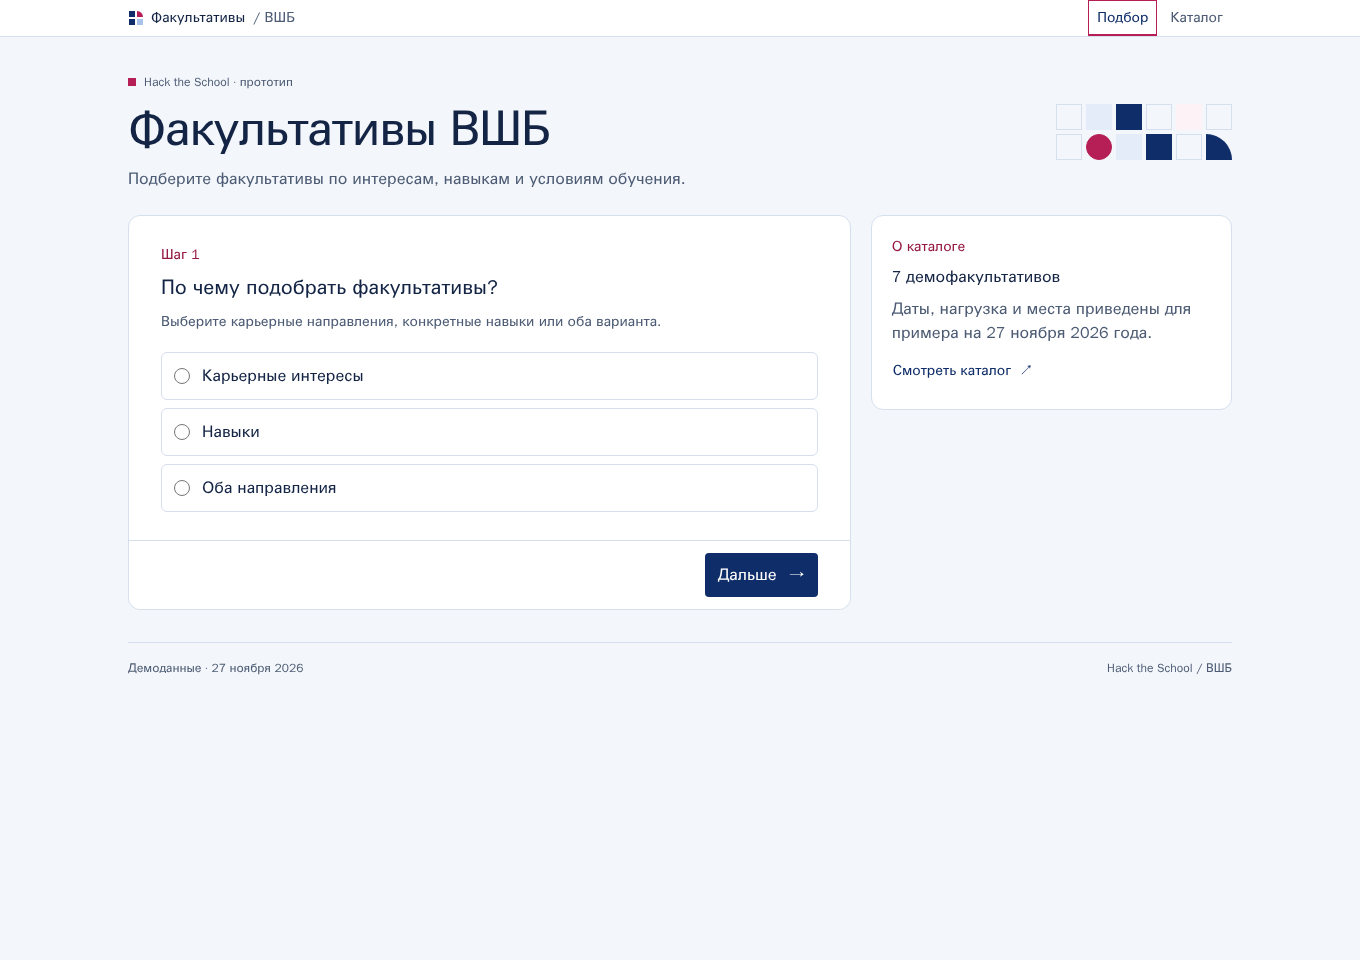 Факультативы / ВШБ
Подбор
Каталог
Hack the School · прототип
Факультативы ВШБ
Подберите факультативы по интересам, навыкам и условиям обучения.
Шаг 1
По чему подобрать факультативы?
Выберите карьерные направления, конкретные навыки или оба варианта.
Карьерные интересы
Навыки
Оба направления
Дальше →
О каталоге
7 демофакультативов
Даты, нагрузка и места приведены для
примера на 27 ноября 2026 года.
Смотреть каталог ↗
Демоданные · 27 ноября 2026
Hack the School / ВШБ